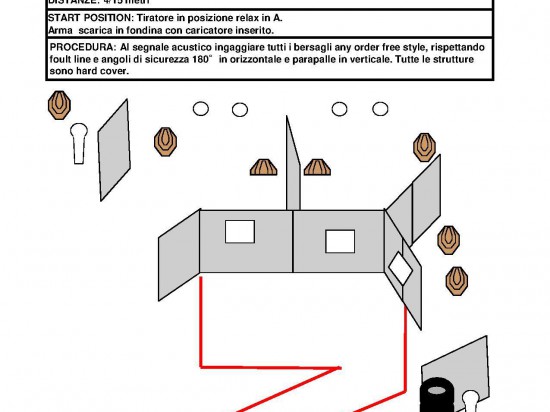 DISTANZE: 4/15 metri
START POSITION: Tiratore in posizione relax in A.
Arma scarica in fondina con caricatore inserito.
PROCEDURA: Al segnale acustico ingaggiare tutti i bersagli any order free style, rispettando
foult line e angoli di sicurezza 180° in orizzontale e parapalle in verticale. Tutte le strutture
sono hard cover.